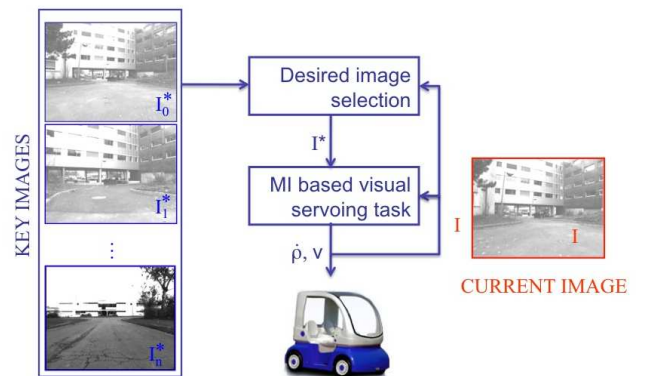 KEY IMAGES
I₀*
I₁*
⋮
Iₙ*
Desired image
selection
I*
MI based visual
servoing task
ρ̇, v
I
I
CURRENT IMAGE